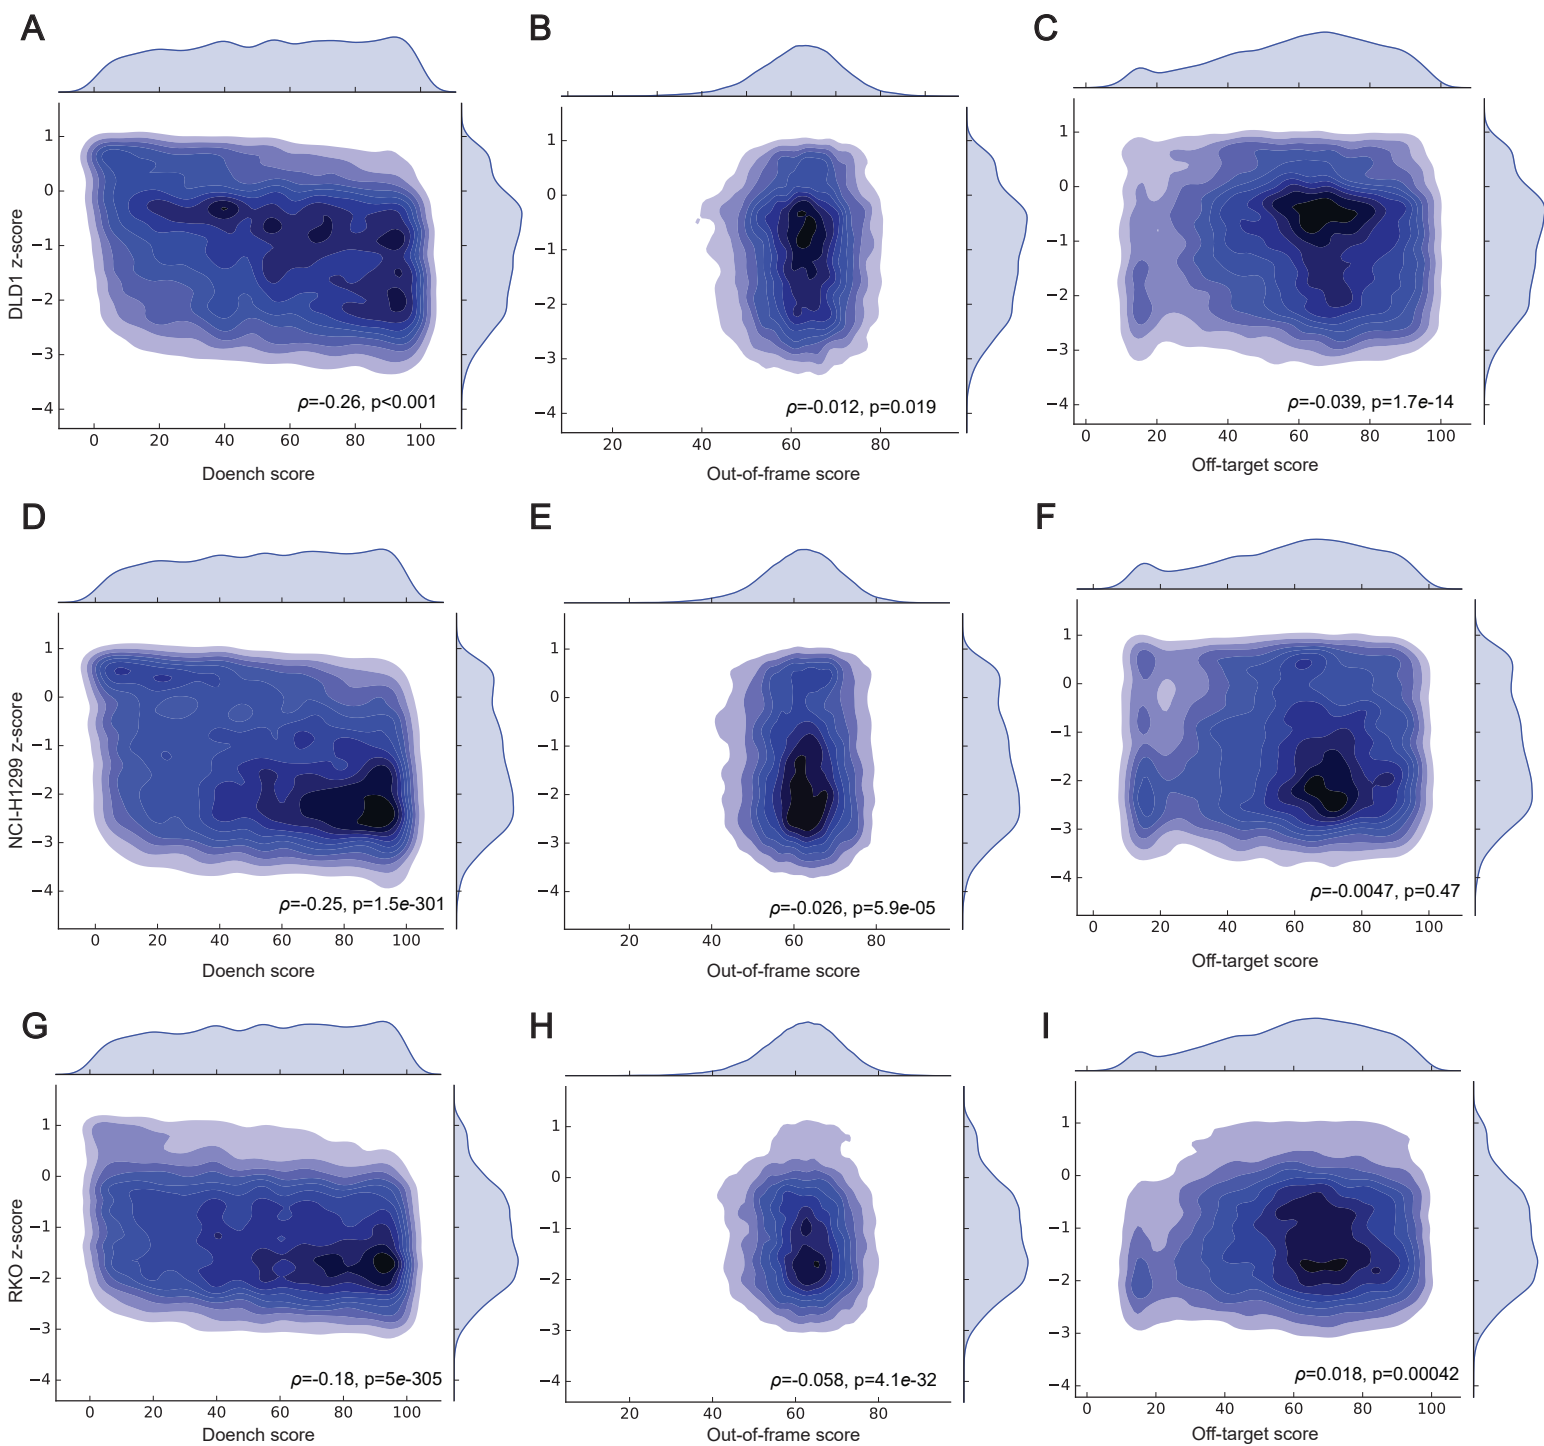 A
B
C
DLD1 z-score
1
0
−1
−2
−3
−4
ρ=-0.26, p<0.001
0 20 40 60 80 100
Doench score
1
0
−1
−2
−3
−4
ρ=-0.012, p=0.019
20 40 60 80
Out-of-frame score
1
0
−1
−2
−3
−4
ρ=-0.039, p=1.7e-14
0 20 40 60 80 100
Off-target score
D
E
F
NCI-H1299 z-score
1
0
−1
−2
−3
−4
ρ=-0.25, p=1.5e-301
0 20 40 60 80 100
Doench score
1
0
−1
−2
−3
−4
ρ=-0.026, p=5.9e-05
20 40 60 80
Out-of-frame score
1
0
−1
−2
−3
−4
ρ=-0.0047, p=0.47
0 20 40 60 80 100
Off-target score
G
H
I
RKO z-score
1
0
−1
−2
−3
−4
ρ=-0.18, p=5e-305
0 20 40 60 80 100
Doench score
1
0
−1
−2
−3
−4
ρ=-0.058, p=4.1e-32
20 40 60 80
Out-of-frame score
1
0
−1
−2
−3
−4
ρ=0.018, p=0.00042
0 20 40 60 80 100
Off-target score